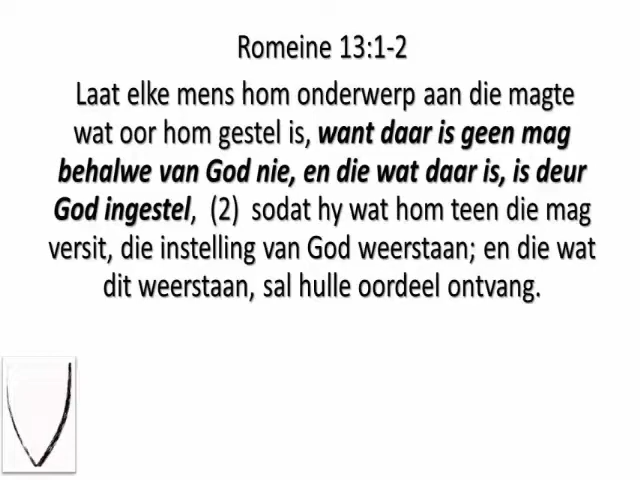 Romeine 13:1-2
Laat elke mens hom onderwerp aan die magte
wat oor hom gestel is, want daar is geen mag
behalwe van God nie, en die wat daar is, is deur
God ingestel, (2) sodat hy wat hom teen die mag
versit, die instelling van God weerstaan; en die wat
dit weerstaan, sal hulle oordeel ontvang.